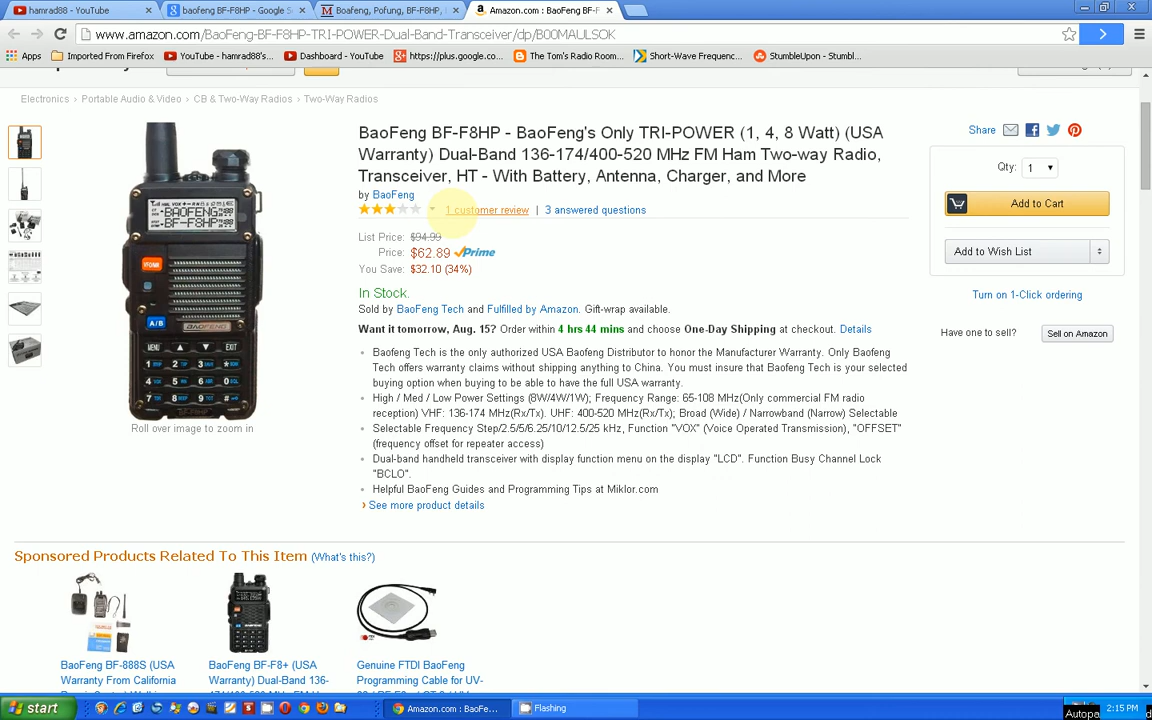 hamrad88 - YouTube
baofeng BF-F8HP - Google S
Boafeng, Pofung, BF-F8HP,
Amazon.com : BaoFeng BF-F
www.amazon.com/BaoFeng-BF-F8HP-TRI-POWER-Dual-Band-Transceiver/dp/B00MAULSOK
Apps
Imported From Firefox
YouTube - hamrad88's...
Dashboard - YouTube
https://plus.google.co...
The Tom's Radio Room...
Short-Wave Frequenc...
StumbleUpon - Stumbl...
Electronics › Portable Audio & Video › CB & Two-Way Radios › Two-Way Radios
BaoFeng BF-F8HP - BaoFeng's Only TRI-POWER (1, 4, 8 Watt) (USA
Warranty) Dual-Band 136-174/400-520 MHz FM Ham Two-way Radio,
Transceiver, HT - With Battery, Antenna, Charger, and More
by BaoFeng
1 customer review | 3 answered questions
List Price: $94.99
Price: $62.89 Prime
You Save: $32.10 (34%)
In Stock.
Sold by BaoFeng Tech and Fulfilled by Amazon. Gift-wrap available.
Want it tomorrow, Aug. 15? Order within 4 hrs 44 mins and choose One-Day Shipping at checkout. Details
Baofeng Tech is the only authorized USA Baofeng Distributor to honor the Manufacturer Warranty. Only Baofeng
Tech offers warranty claims without shipping anything to China. You must insure that Baofeng Tech is your selected
buying option when buying to be able to have the full USA warranty.
High / Med / Low Power Settings (8W/4W/1W); Frequency Range: 65-108 MHz(Only commercial FM radio
reception) VHF: 136-174 MHz(Rx/Tx). UHF: 400-520 MHz(Rx/Tx); Broad (Wide) / Narrowband (Narrow) Selectable
Selectable Frequency Step/2.5/5/6.25/10/12.5/25 kHz, Function "VOX" (Voice Operated Transmission), "OFFSET"
(frequency offset for repeater access)
Dual-band handheld transceiver with display function menu on the display "LCD". Function Busy Channel Lock
"BCLO".
Helpful BaoFeng Guides and Programming Tips at Miklor.com
› See more product details
Share
Qty: 1
Add to Cart
Add to Wish List
Turn on 1-Click ordering
Have one to sell?
Sell on Amazon
BAOFENG
BF-F8HP
A/B
BAOFENG
MENU
EXIT
Roll over image to zoom in
Sponsored Products Related To This Item (What's this?)
BaoFeng BF-888S (USA
Warranty From California
BaoFeng BF-F8+ (USA
Warranty) Dual-Band 136-
Genuine FTDI BaoFeng
Programming Cable for UV-
start
Amazon.com : BaoFe...
Flashing
2:15 PM
Autopa